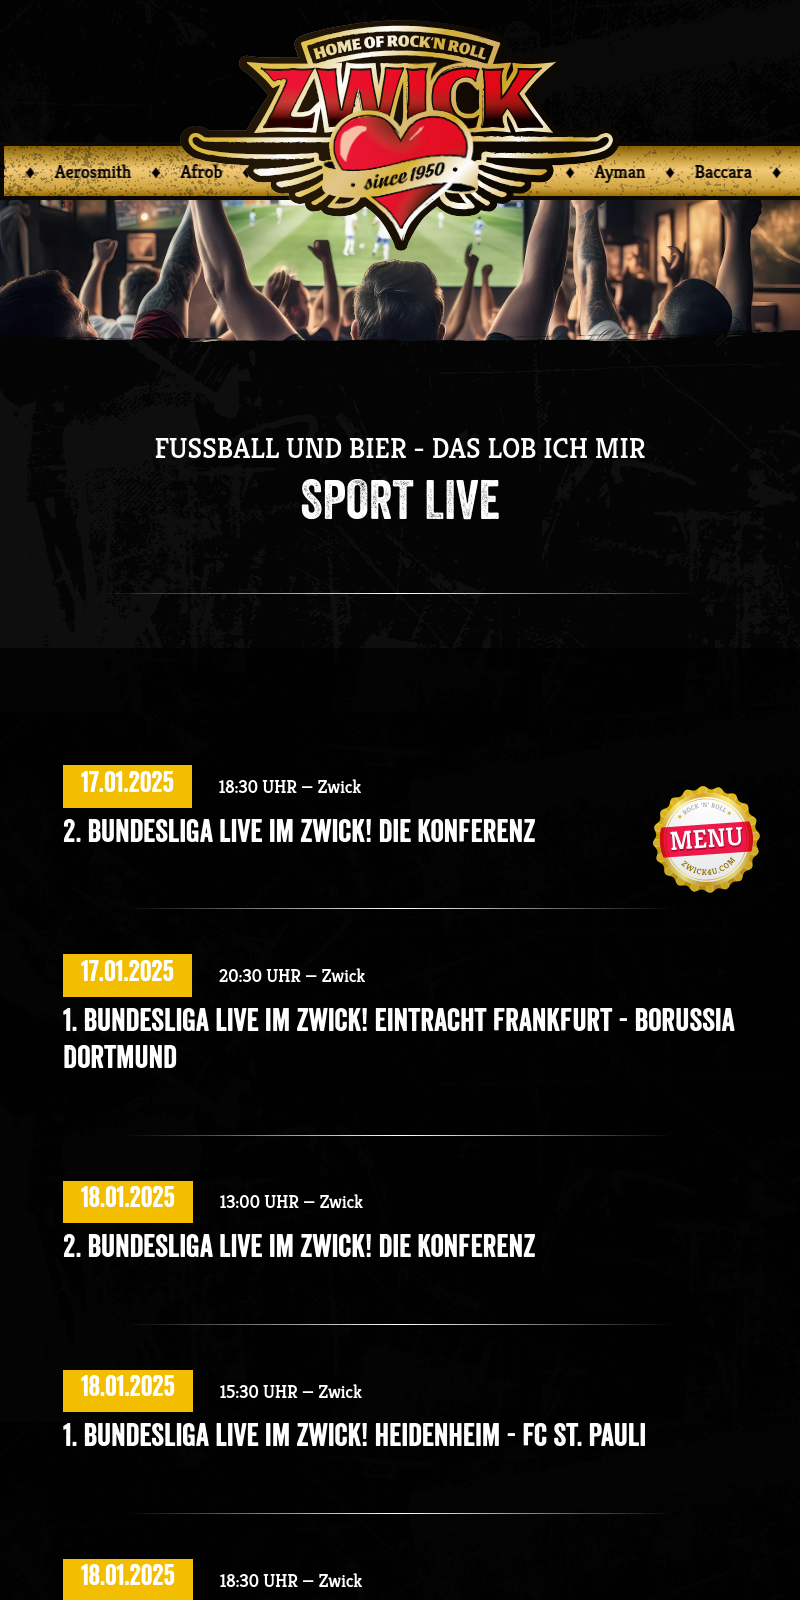 HOME OF ROCK'N ROLL
ZWICK
since 1950
♦ Aerosmith ♦ Afrob ♦ Ayman ♦ Baccara ♦
FUSSBALL UND BIER - DAS LOB ICH MIR
SPORT LIVE
17.01.2025 18:30 UHR – Zwick
2. BUNDESLIGA LIVE IM ZWICK! DIE KONFERENZ
ROCK 'N' ROLL
MENU
ZWICK4U.COM
17.01.2025 20:30 UHR – Zwick
1. BUNDESLIGA LIVE IM ZWICK! EINTRACHT FRANKFURT - BORUSSIA
DORTMUND
18.01.2025 13:00 UHR – Zwick
2. BUNDESLIGA LIVE IM ZWICK! DIE KONFERENZ
18.01.2025 15:30 UHR – Zwick
1. BUNDESLIGA LIVE IM ZWICK! HEIDENHEIM - FC ST. PAULI
18.01.2025 18:30 UHR – Zwick